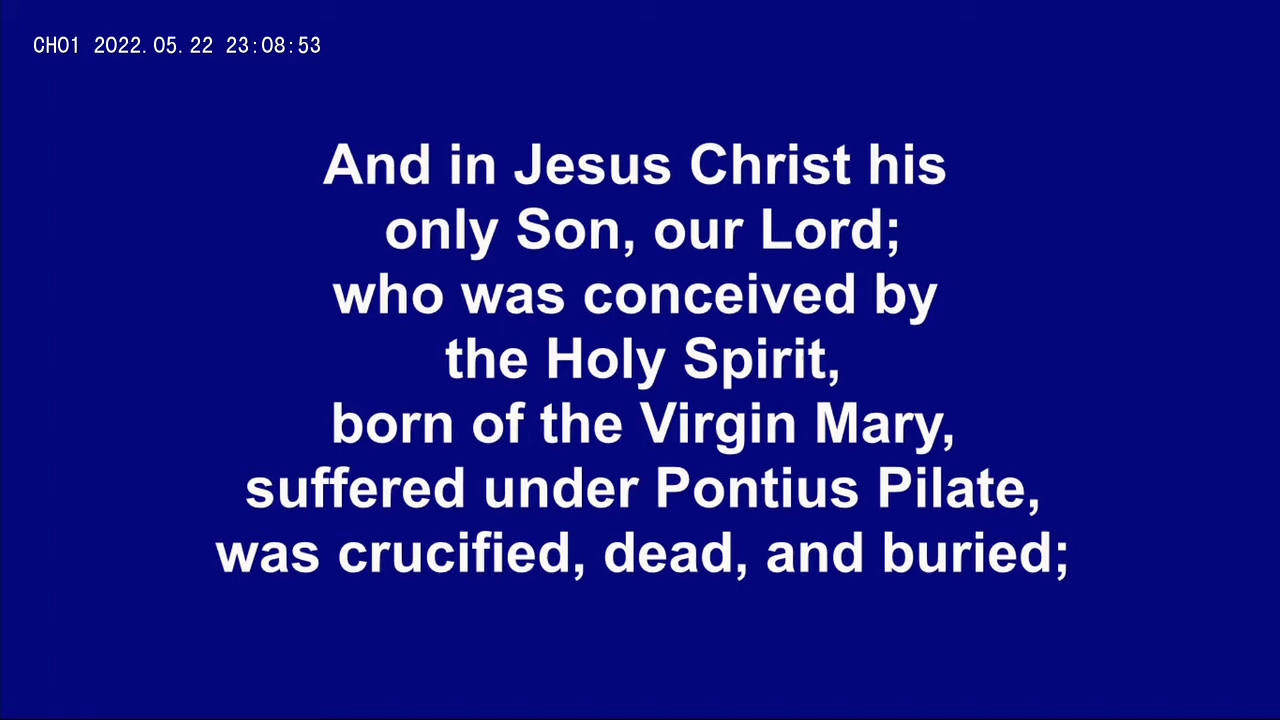 CH01 2022.05.22 23:08:53
And in Jesus Christ his
only Son, our Lord;
who was conceived by
the Holy Spirit,
born of the Virgin Mary,
suffered under Pontius Pilate,
was crucified, dead, and buried;